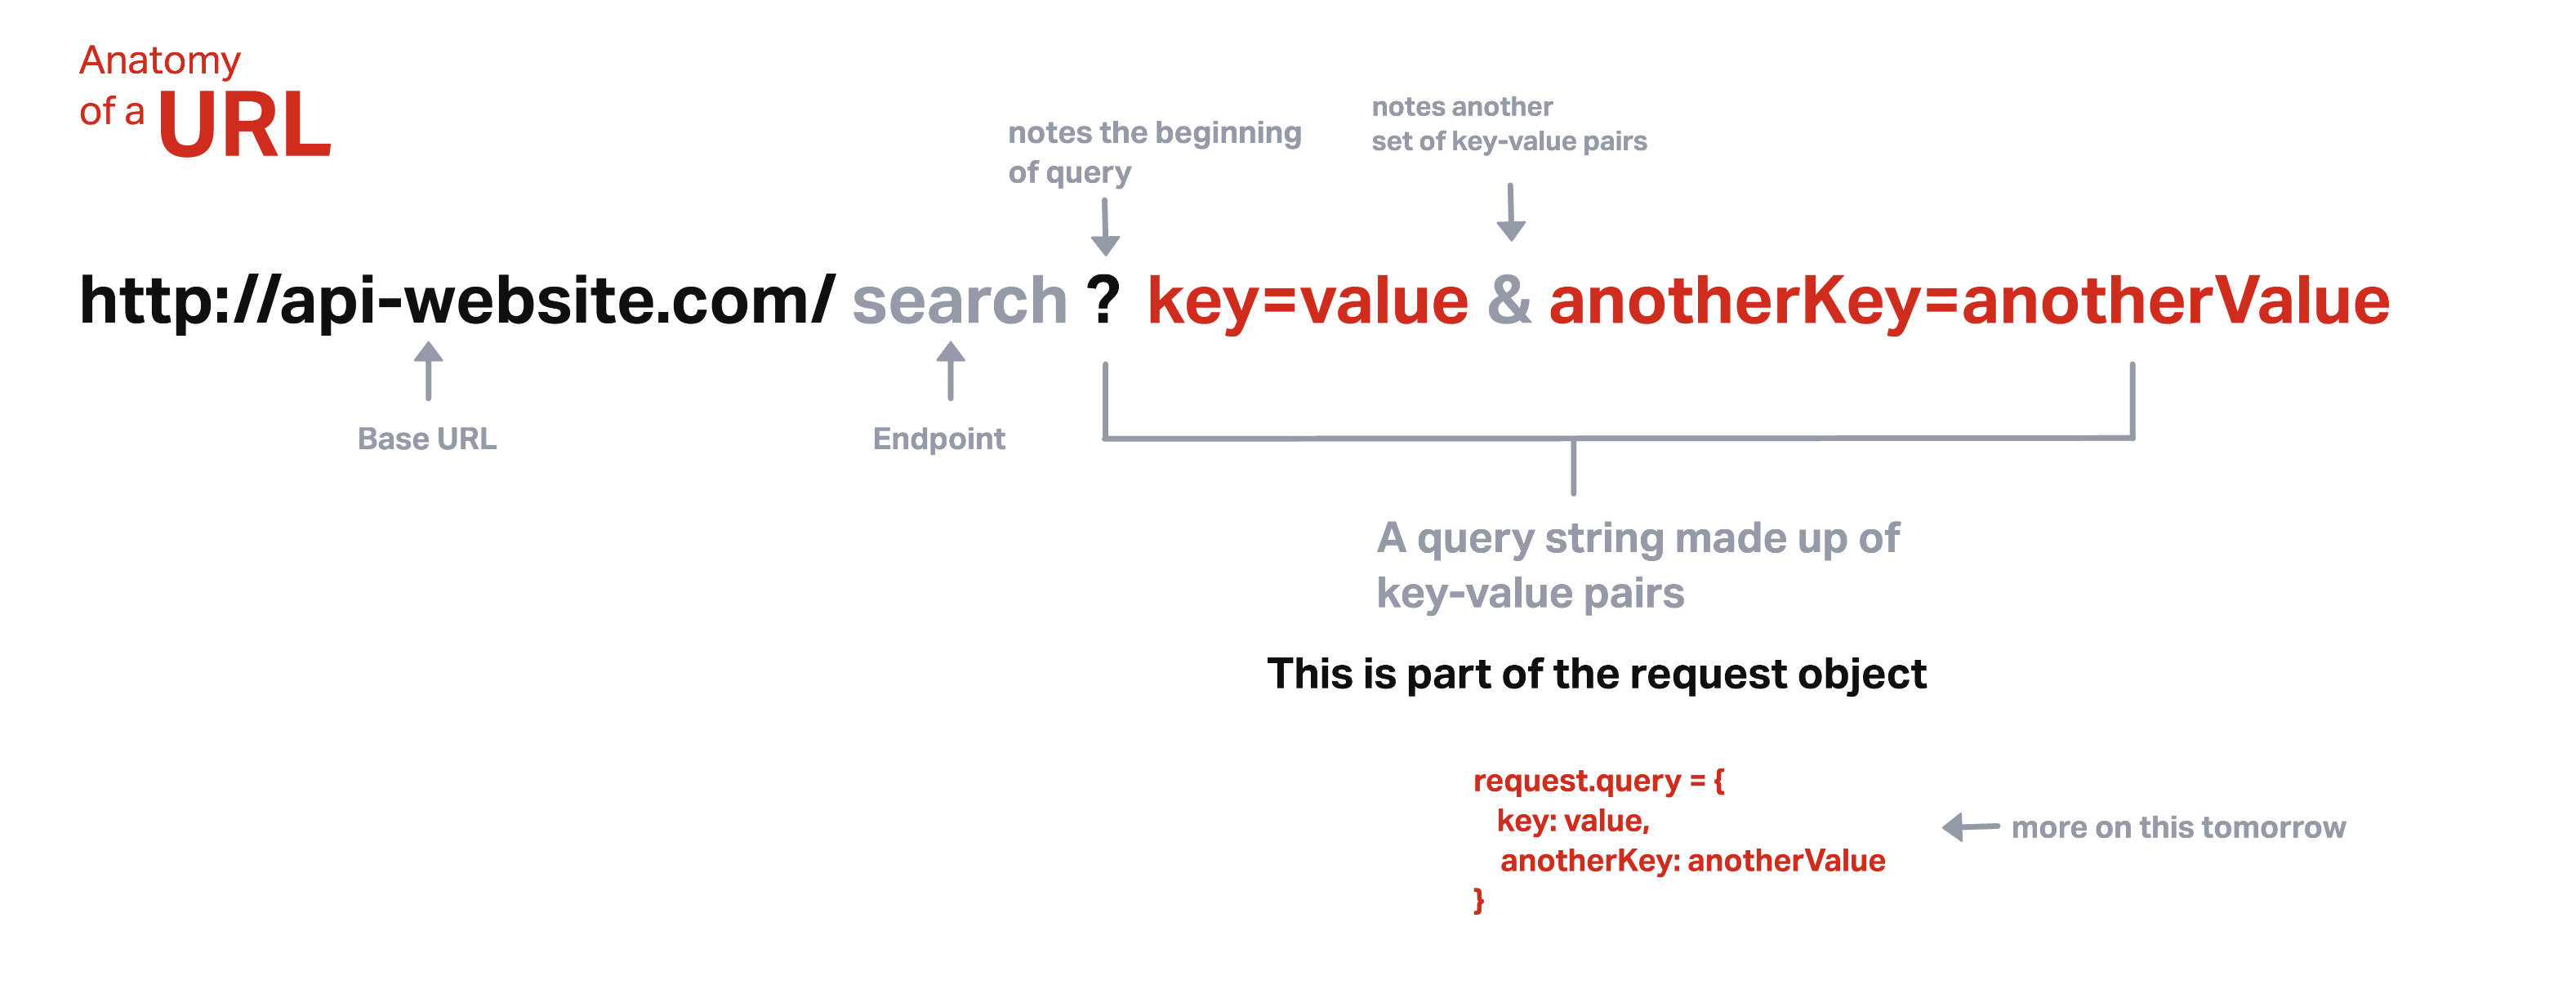 Anatomy
of a URL
notes the beginning
of query
notes another
set of key-value pairs
http://api-website.com/ search ? key=value & anotherKey=anotherValue
Base URL
Endpoint
A query string made up of
key-value pairs
This is part of the request object
request.query = {
key: value,
anotherKey: anotherValue
}
more on this tomorrow